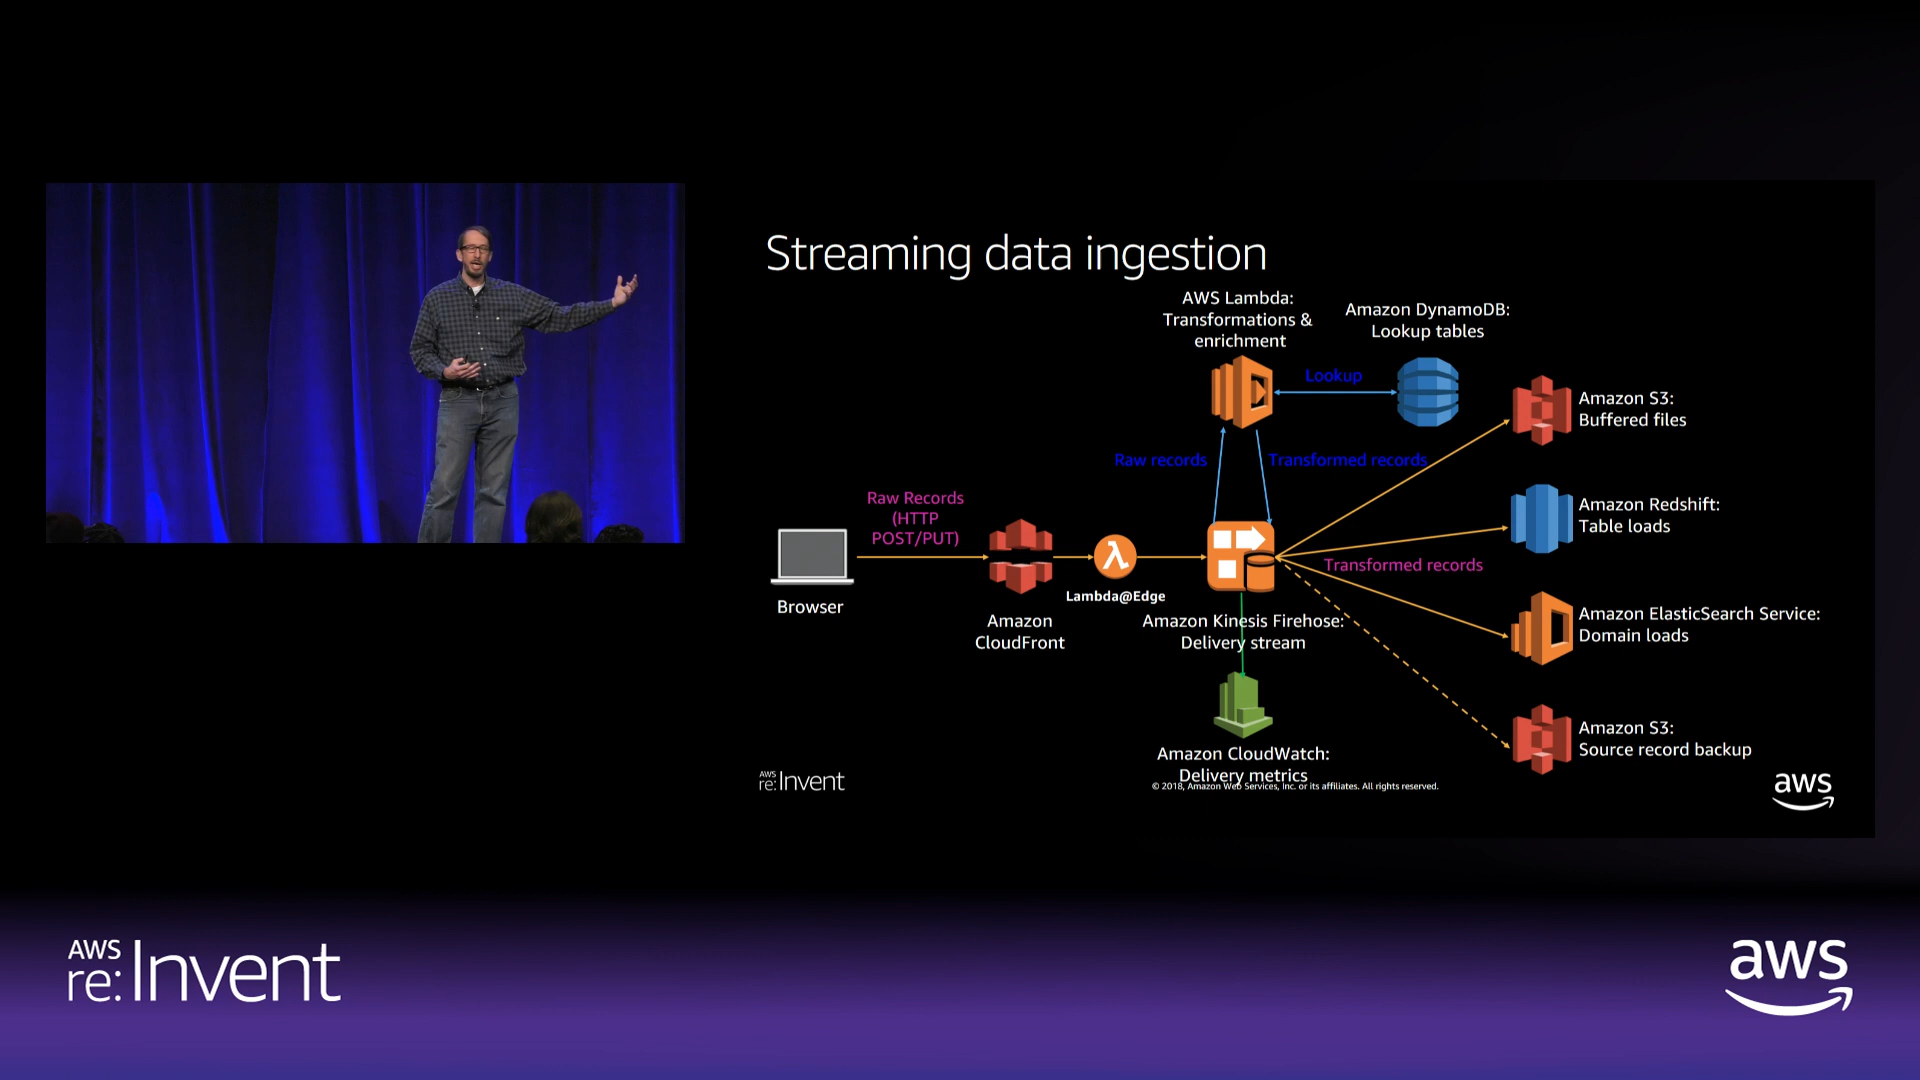 Streaming data ingestion
AWS Lambda:
Transformations &
enrichment
Amazon DynamoDB:
Lookup tables
Lookup
Amazon S3:
Buffered files
Raw records
Transformed records
Raw Records
(HTTP
POST/PUT)
Amazon Redshift:
Table loads
Transformed records
Browser
Lambda@Edge
Amazon
CloudFront
Amazon Kinesis Firehose:
Delivery stream
Amazon ElasticSearch Service:
Domain loads
Amazon S3:
Source record backup
Amazon CloudWatch:
Delivery metrics
© 2018, Amazon Web Services, Inc. or its affiliates. All rights reserved.
AWS
re:Invent
aws
AWS
re:Invent
aws